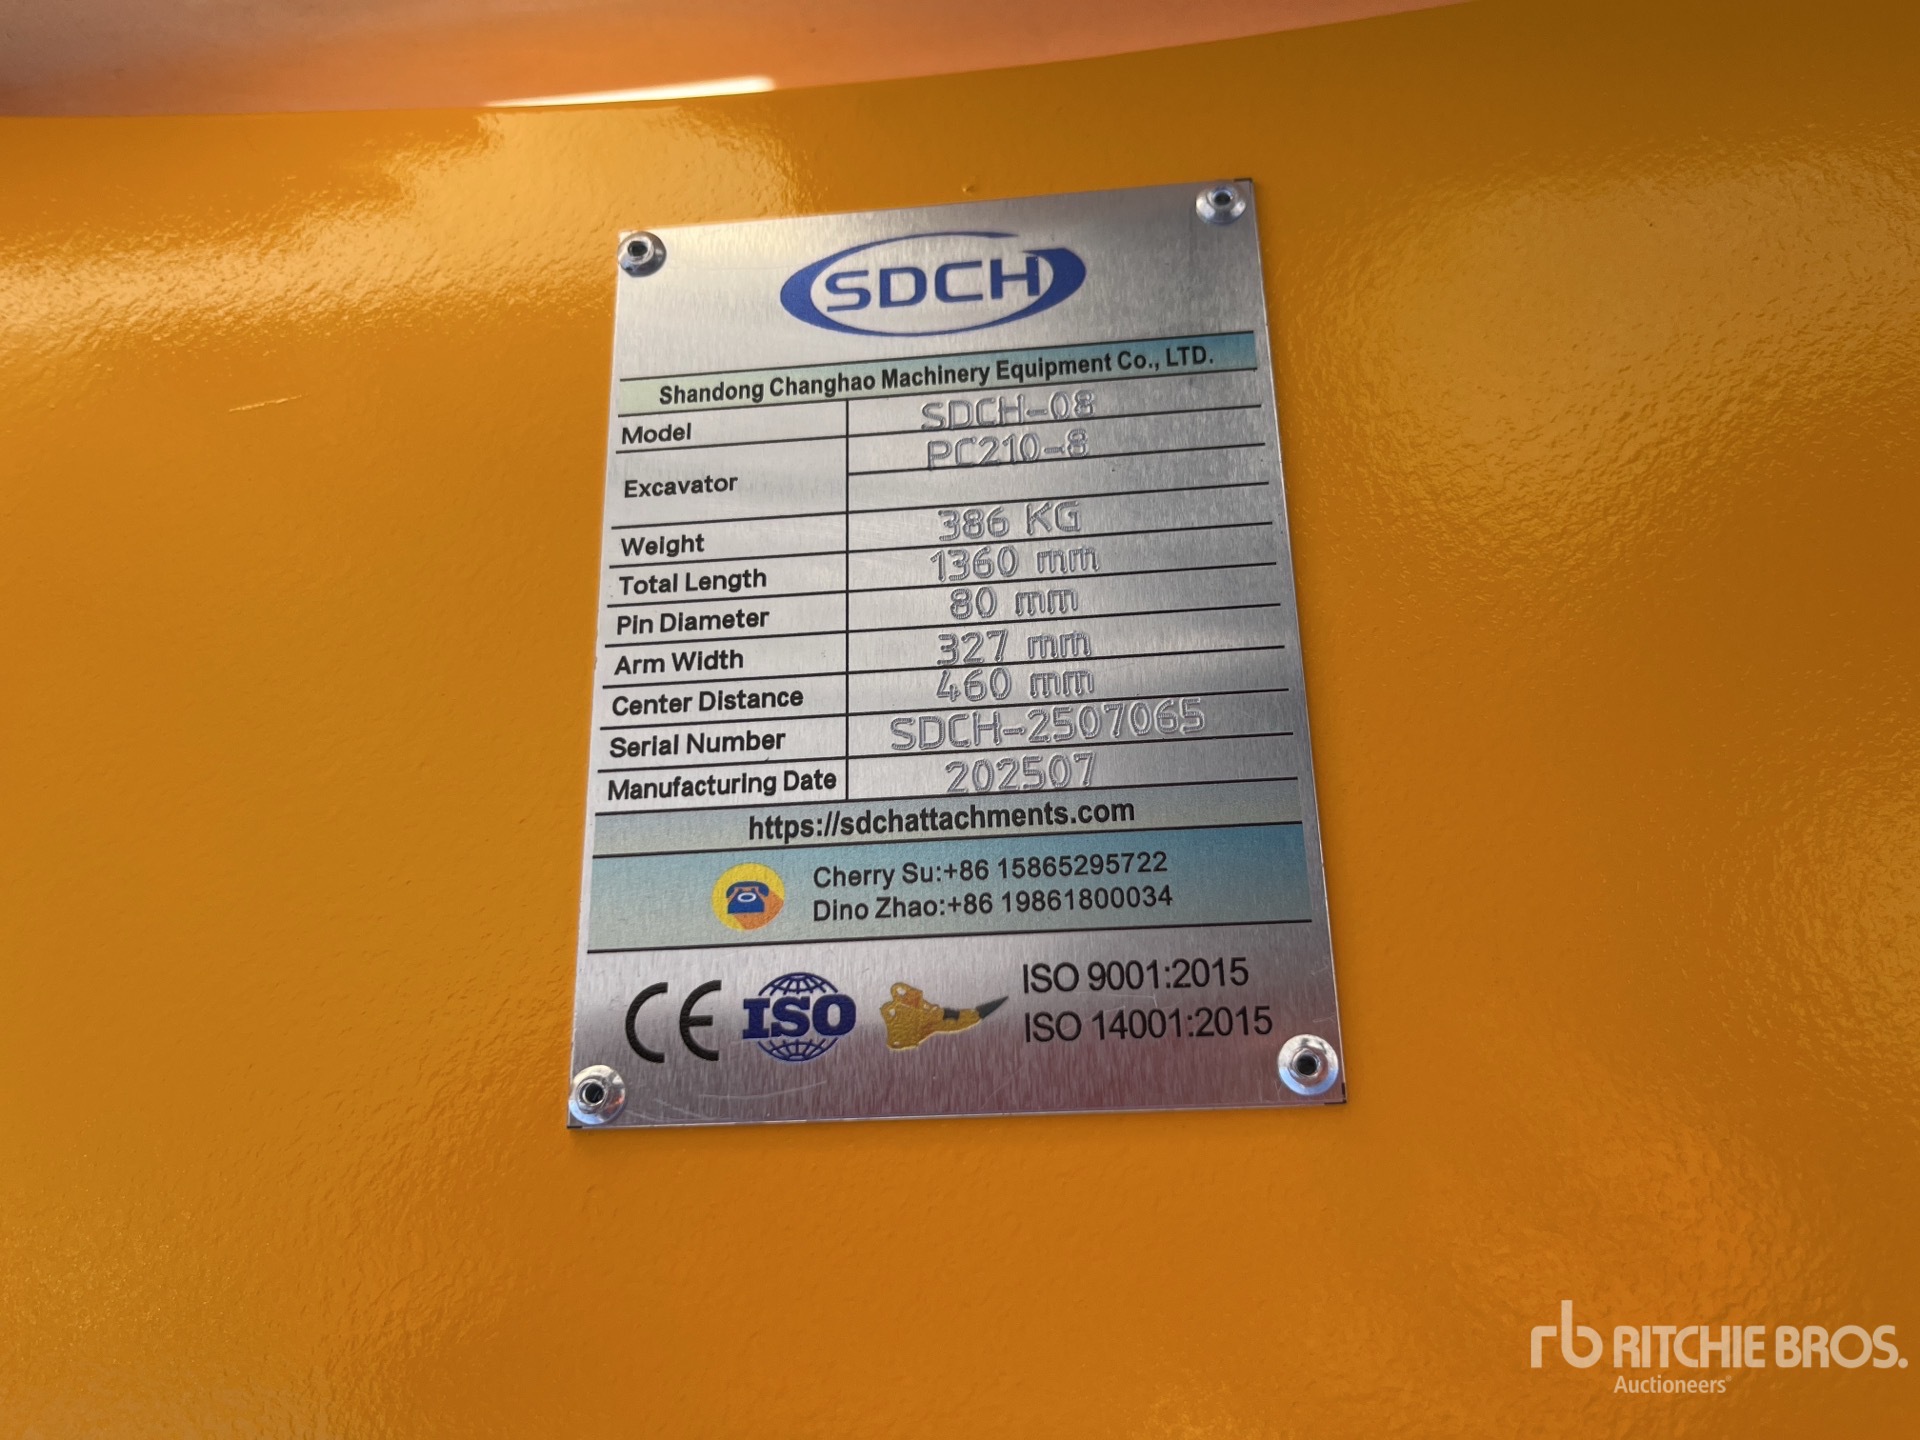 SDCH
Shandong Changhao Machinery Equipment Co., LTD.
Model SDCH-08
Excavator PC210-8
Weight 386 KG
Total Length 1360 mm
Pin Diameter 80 mm
Arm Width 327 mm
Center Distance 460 mm
Serial Number SDCH-2507065
Manufacturing Date 202507
https://sdchattachments.com
Cherry Su:+86 15865295722
Dino Zhao:+86 19861800034
CE ISO ISO 9001:2015
ISO 14001:2015
rb RITCHIE BROS.
Auctioneers